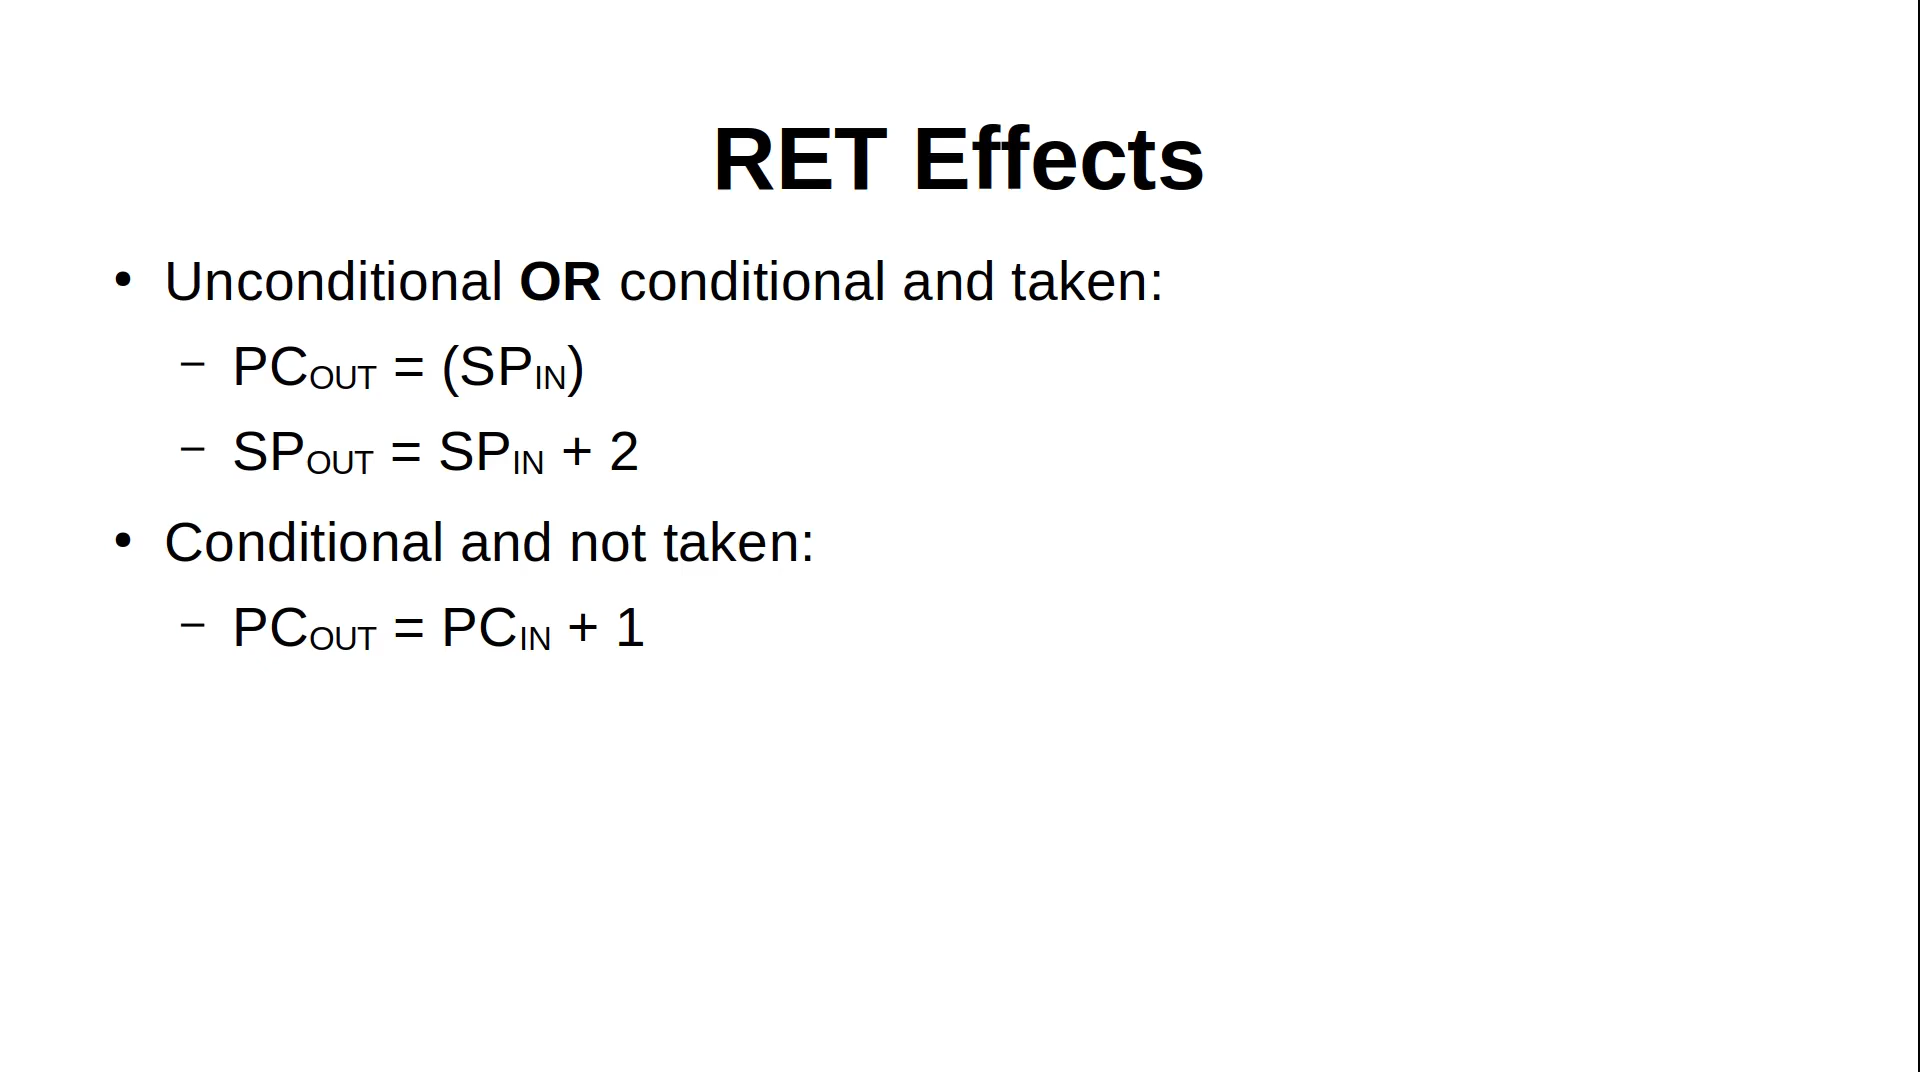 RET Effects
• Unconditional OR conditional and taken:
– PCOUT = (SPIN)
– SPOUT = SPIN + 2
• Conditional and not taken:
– PCOUT = PCIN + 1